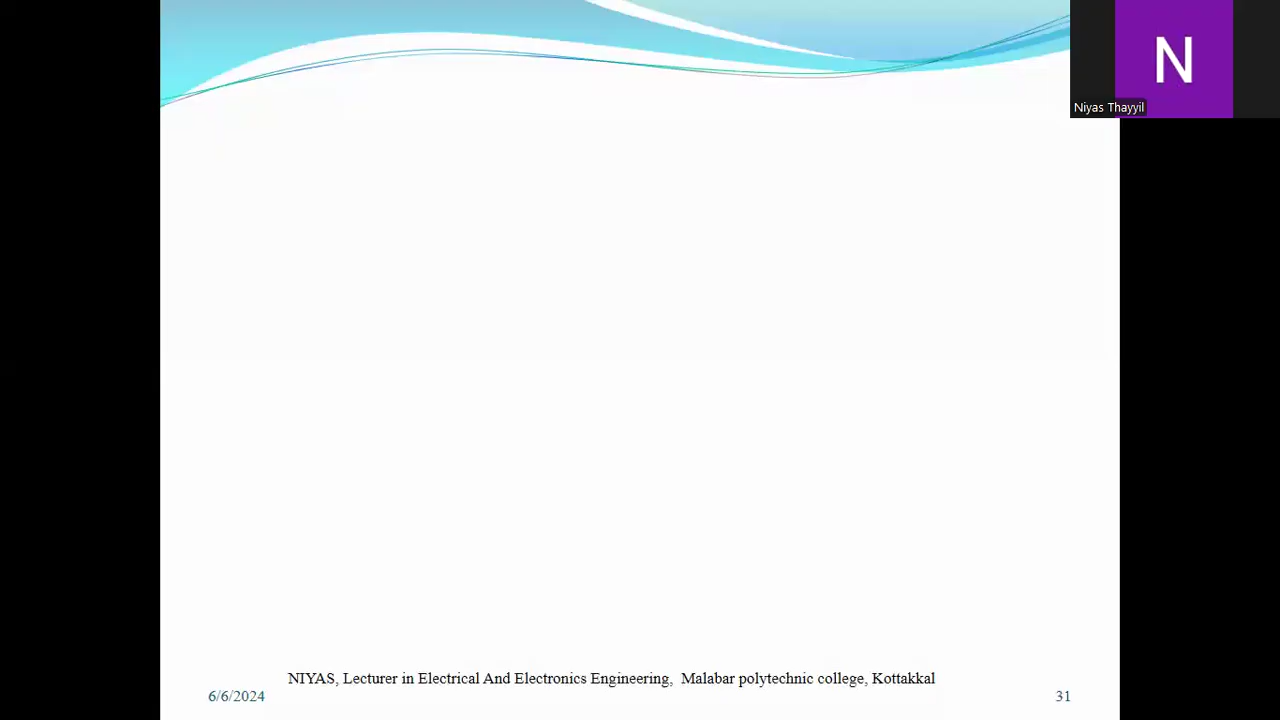 N
Niyas Thayyil
NIYAS, Lecturer in Electrical And Electronics Engineering,  Malabar polytechnic college, Kottakkal
6/6/2024
31